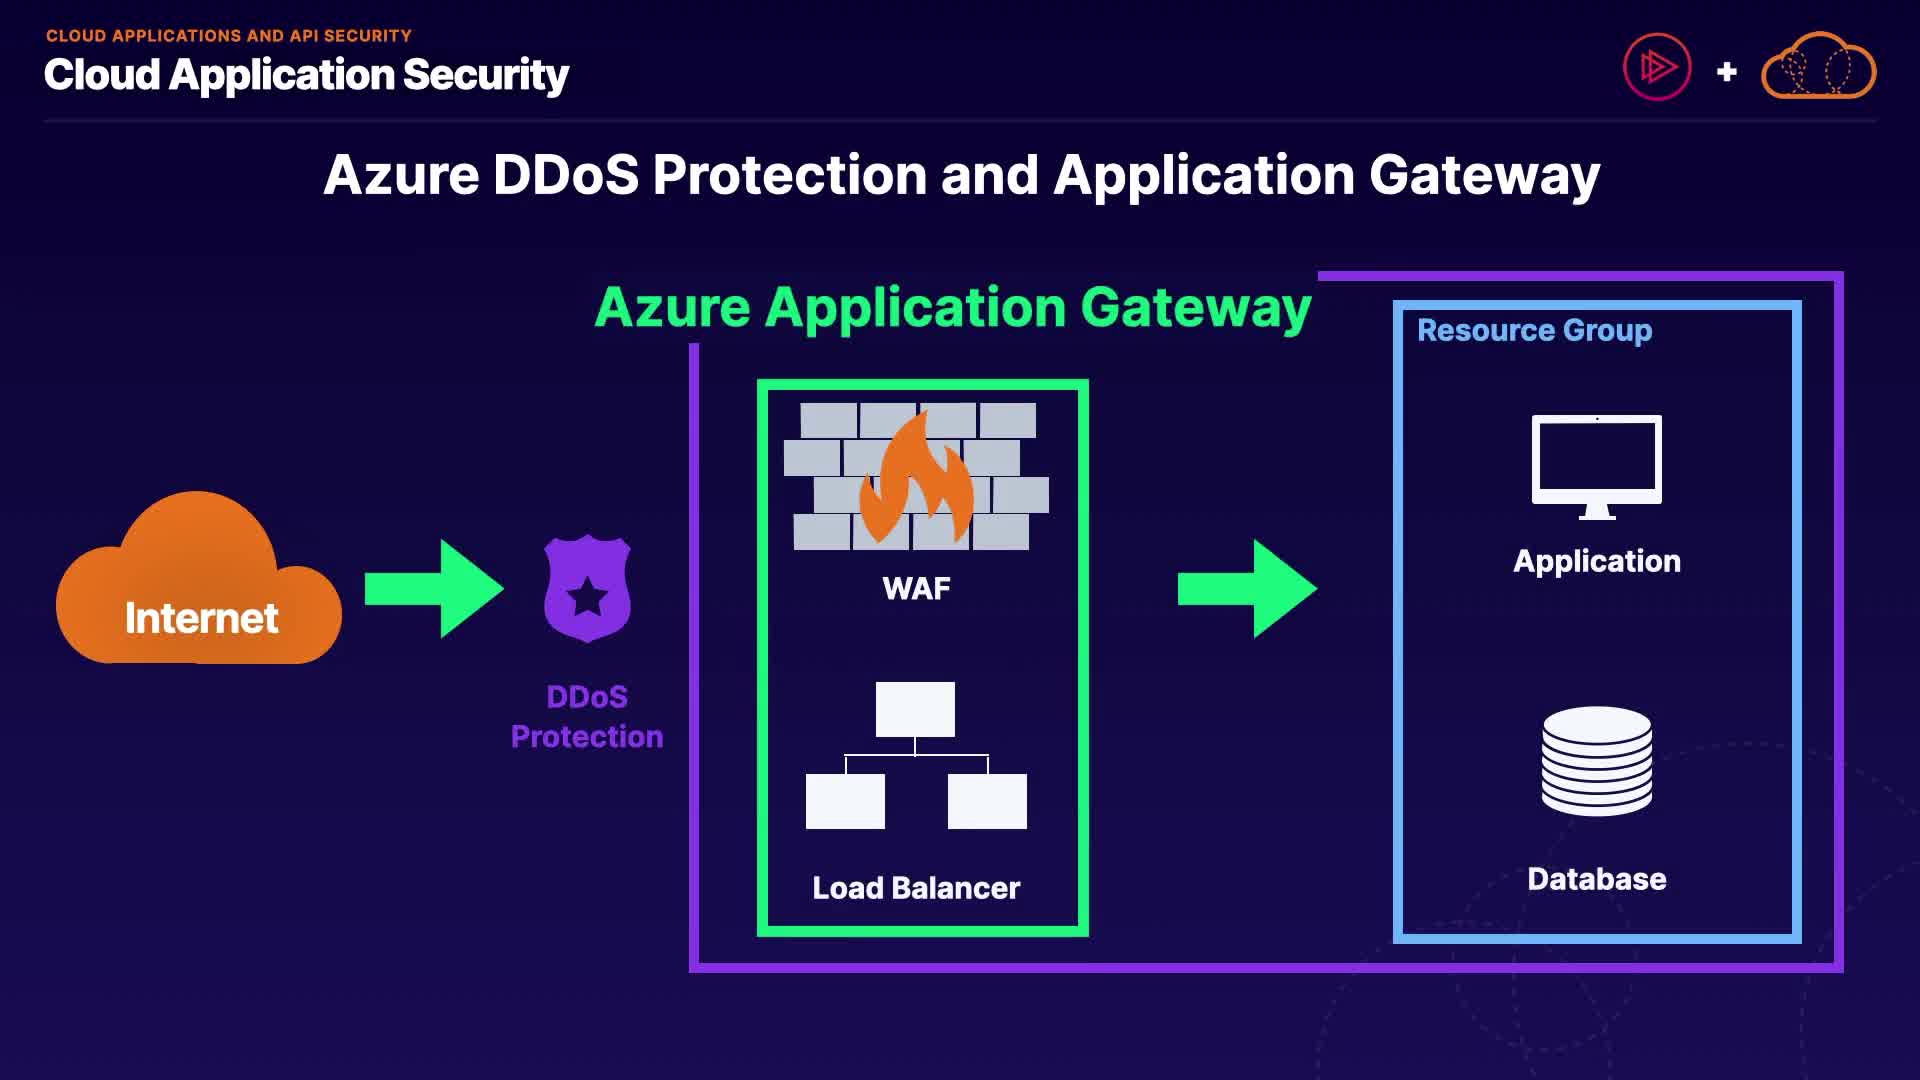 CLOUD APPLICATIONS AND API SECURITY
Cloud Application Security
Azure DDoS Protection and Application Gateway
Azure Application Gateway
Resource Group
Internet
DDoS
Protection
WAF
Load Balancer
Application
Database